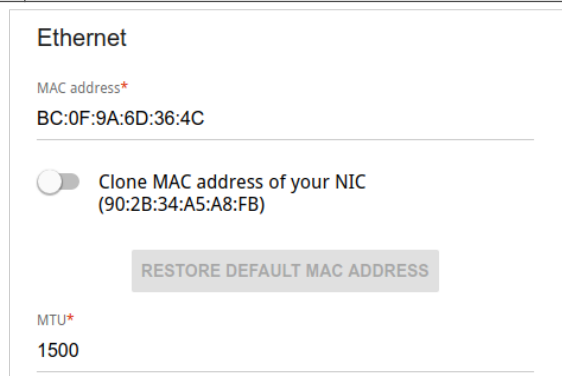 Ethernet
MAC address*
BC:0F:9A:6D:36:4C
Clone MAC address of your NIC
(90:2B:34:A5:A8:FB)
RESTORE DEFAULT MAC ADDRESS
MTU*
1500